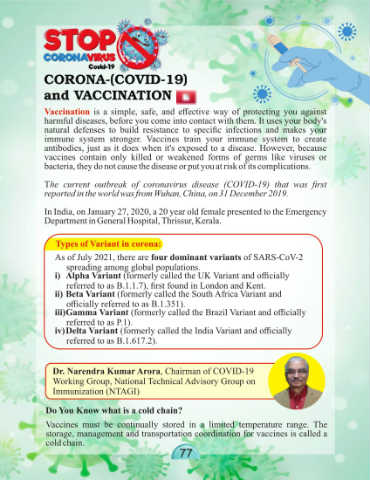 STOP
CORONAVIRUS
Covid-19
CORONA-(COVID-19)
and VACCINATION
Vaccination is a simple, safe, and effective way of protecting you against
harmful diseases, before you come into contact with them. It uses your body's
natural defenses to build resistance to specific infections and makes your
immune system stronger. Vaccines train your immune system to create
antibodies, just as it does when it's exposed to a disease. However, because
vaccines contain only killed or weakened forms of germs like viruses or
bacteria, they do not cause the disease or put you at risk of its complications.
The current outbreak of coronavirus disease (COVID-19) that was first
reported in the world was from Wuhan, China, on 31 December 2019.
In India, on January 27, 2020, a 20 year old female presented to the Emergency
Department in General Hospital, Thrissur, Kerala.
Types of Variant in corona:
As of July 2021, there are four dominant variants of SARS-CoV-2
spreading among global populations.
i) Alpha Variant (formerly called the UK Variant and officially
referred to as B.1.1.7), first found in London and Kent.
ii) Beta Variant (formerly called the South Africa Variant and
officially referred to as B.1.351).
iii)Gamma Variant (formerly called the Brazil Variant and officially
referred to as P.1).
iv)Delta Variant (formerly called the India Variant and officially
referred to as B.1.617.2).
Dr. Narendra Kumar Arora, Chairman of COVID-19
Working Group, National Technical Advisory Group on
Immunization (NTAGI)
Do You Know what is a cold chain?
Vaccines must be continually stored in a limited temperature range. The
storage, management and transportation coordination for vaccines is called a
cold chain.
77